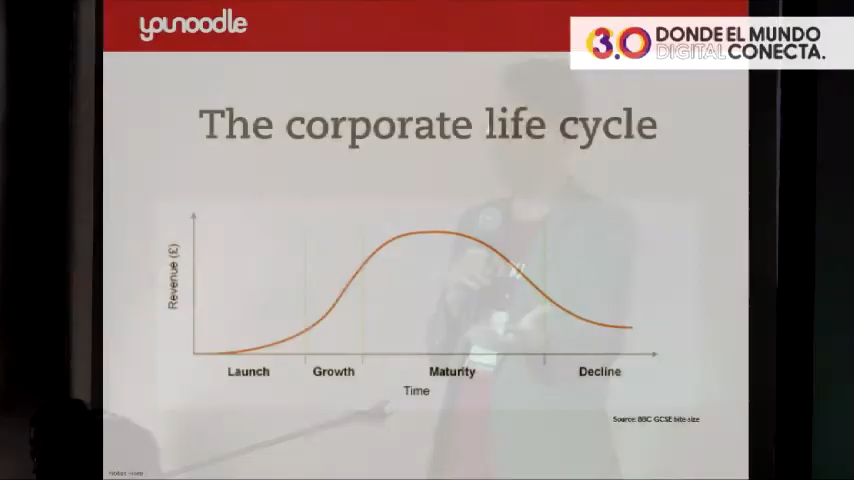 younoodle
3.0 DONDE EL MUNDO
DIGITAL CONECTA.
The corporate life cycle
Revenue (£)
Launch Growth Maturity Decline
Time
Source: BBC GCSE bite-size